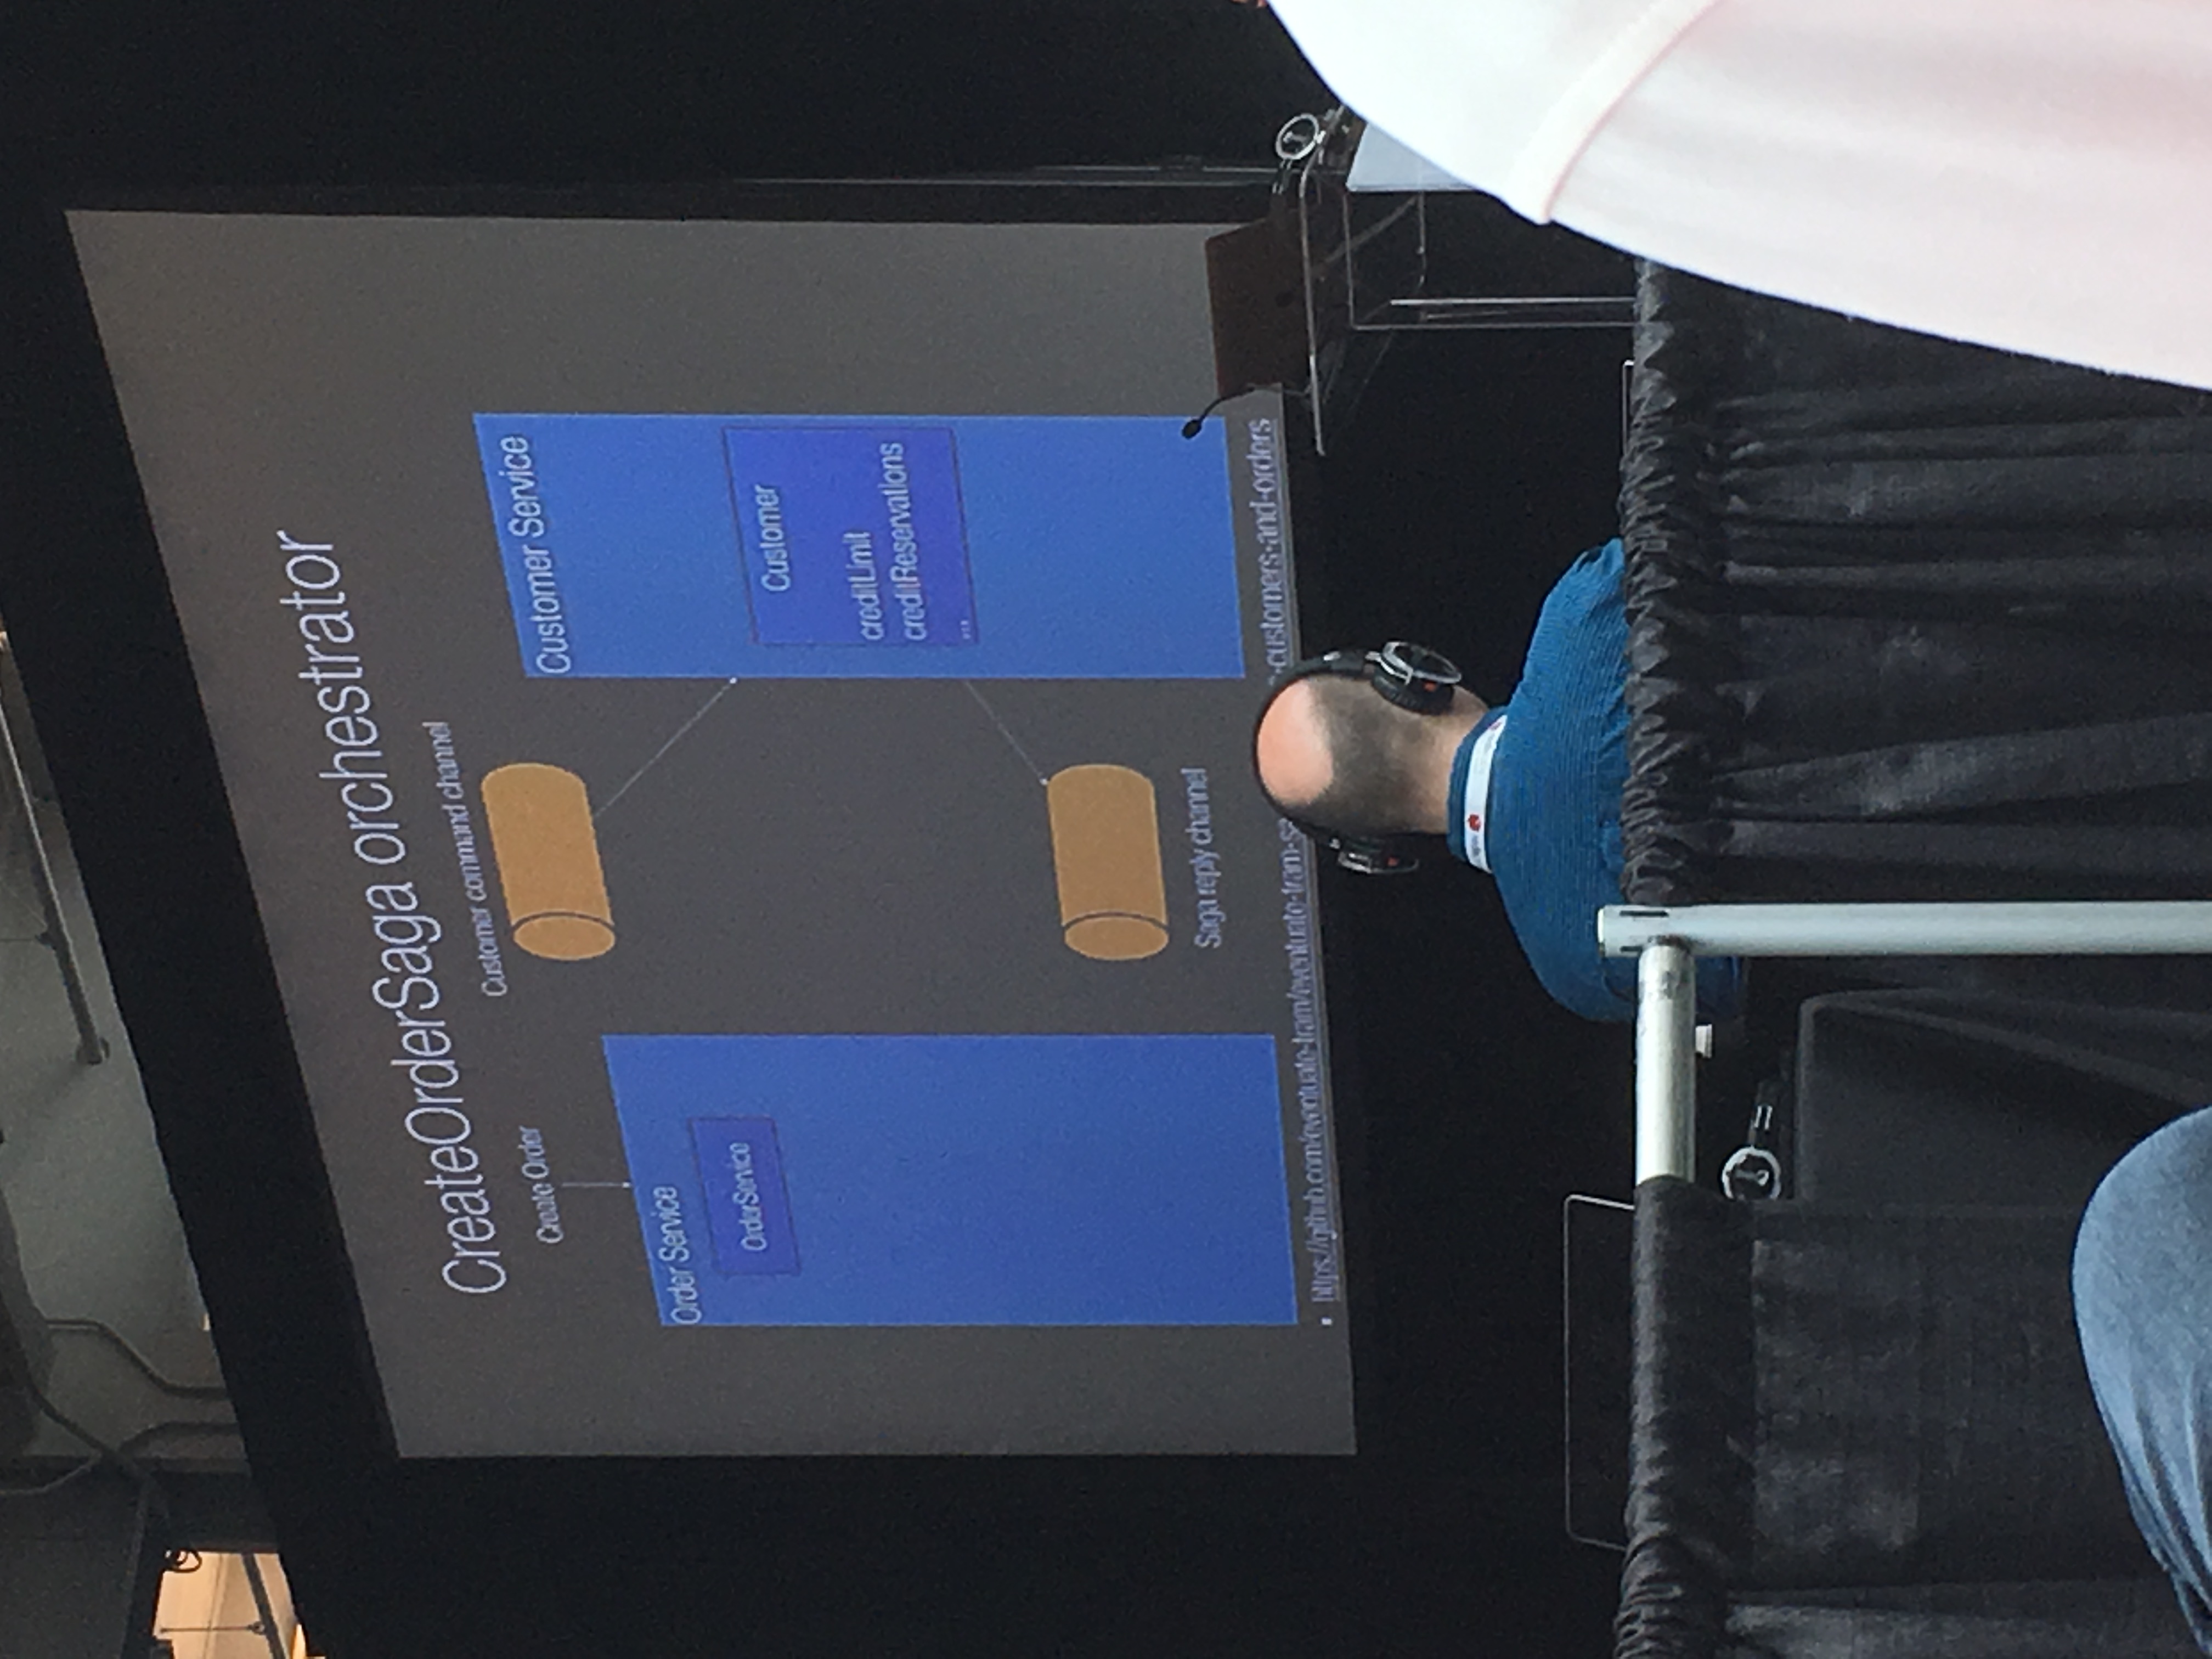 CreateOrderSaga orchestrator
Customer command channel
Create Order
Customer Service
Order Service
OrderService
Customer
creditLimit
creditReservations
...
Saga reply channel
https://github.com/eventuate-tram/eventuate-tram-sa -customers-and-orders